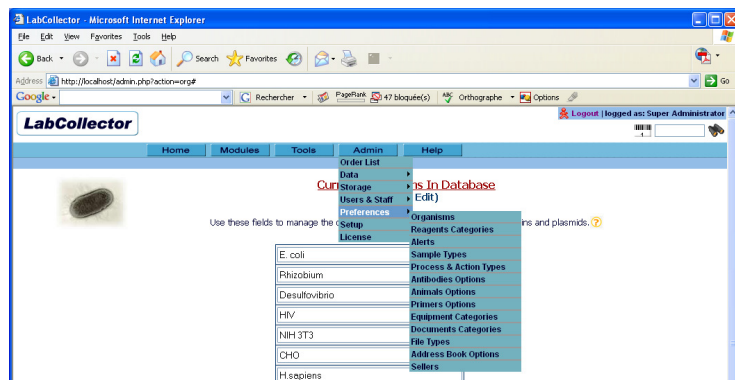 LabCollector - Microsoft Internet Explorer
File Edit View Favorites Tools Help
Back Search Favorites
Address http://localhost/admin.php?action=org# Go
Google Rechercher PageRank 47 bloquée(s) Orthographe Options
Logout | logged as: Super Administrator
LabCollector
Home Modules Tools Admin Help
Order List
Data
Storage
Users & Staff
Preferences
Setup
License
In Database
Edit)
Use these fields to manage the
ins and plasmids.
Organisms
Reagents Categories
Alerts
Sample Types
Process & Action Types
Antibodies Options
Animals Options
Primers Options
Equipment Categories
Documents Categories
File Types
Address Book Options
Sellers
E. coli
Rhizobium
Desulfovibrio
HIV
NIH 3T3
CHO
H.sapiens